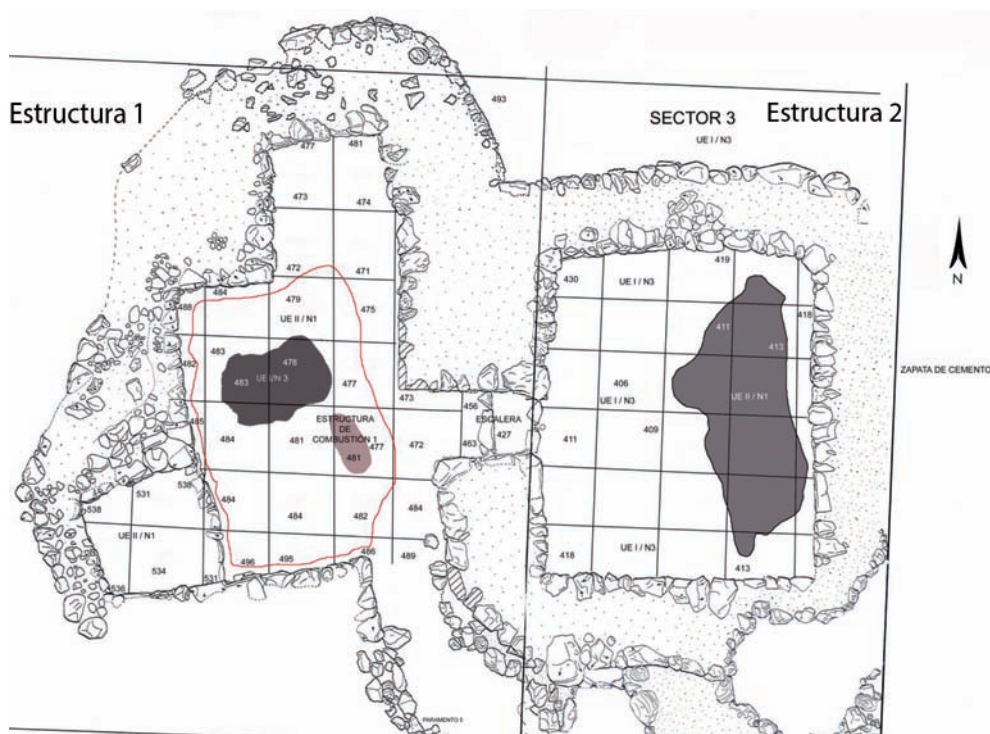 Estructura 1
493
SECTOR 3
Estructura 2
UE I / N3
477
481
473
474
472
471
419
430
UE I / N3
484
479
475
488
UE II / N1
418
411
413
482
483
478
483
UE I/N 3
477
406
UE I / N3
UE II / N1
ZAPATA DE CEMENTO
N
473
456
ESCALERA
485
484
481
ESTRUCTURA
DE
COMBUSTIÓN 1
477
481
472
463
427
411
409
531
538
538
484
484
482
484
UE II / N1
534
536
531
496
495
486
489
418
UE I / N3
413
PARAMENTO 5